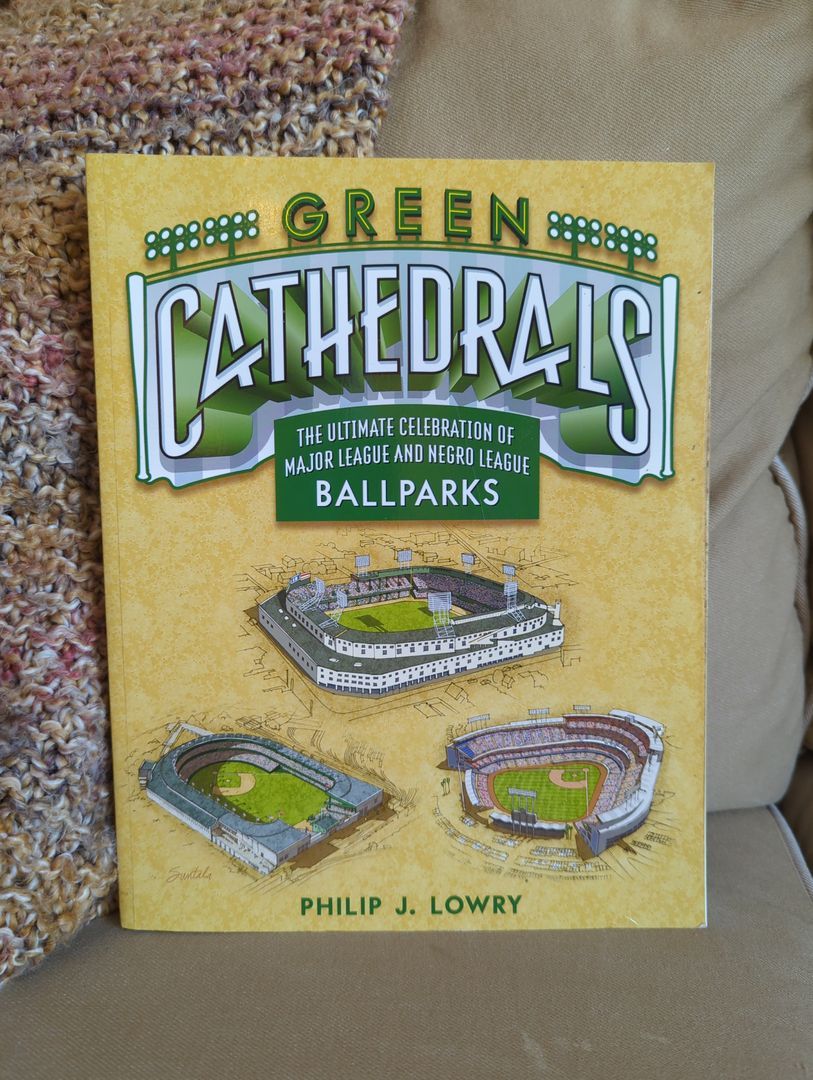 GREEN
CATHEDRALS
THE ULTIMATE CELEBRATION OF
MAJOR LEAGUE AND NEGRO LEAGUE
BALLPARKS
PHILIP J. LOWRY